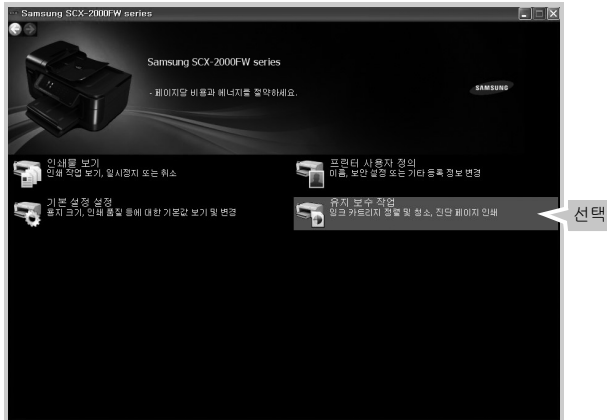 Samsung SCX-2000FW series
Samsung SCX-2000FW series
- 페이지당 비용과 에너지를 절약하세요.
SAMSUNG
인쇄물 보기
인쇄 작업 보기, 일시정지 또는 취소
프린터 사용자 정의
이름, 보안 설정 또는 기타 등록 정보 변경
기본 설정 설정
용지 크기, 인쇄 품질 등에 대한 기본값 보기 및 변경
유지 보수 작업
잉크 카트리지 정렬 및 청소, 진단 페이지 인쇄
선택